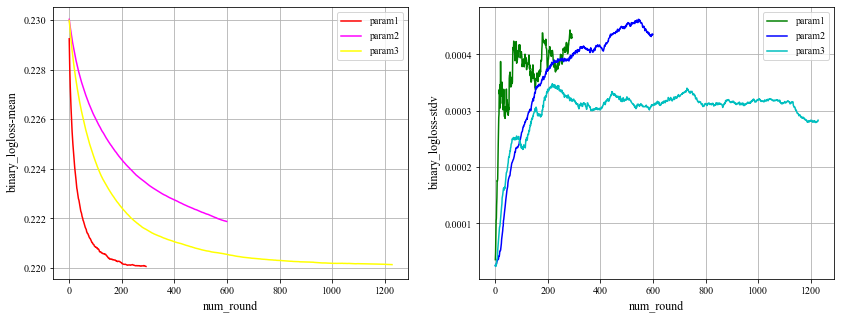 binary_logloss-mean
0.230
0.228
0.226
0.224
0.222
0.220
0 200 400 600 800 1000 1200
num_round
param1
param2
param3
binary_logloss-stdv
0.0004
0.0003
0.0002
0.0001
0 200 400 600 800 1000 1200
num_round
param1
param2
param3